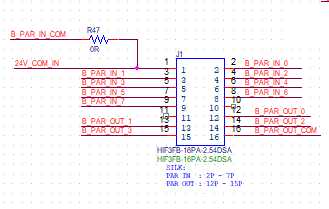 R47
B_PAR_IN_COM
0R
J1
24V_COM_IN 1 1 2 2 B_PAR_IN_0
B_PAR_IN_1 3 3 4 4 B_PAR_IN_2
B_PAR_IN_3 5 5 6 6 B_PAR_IN_4
B_PAR_IN_5 7 7 8 8 B_PAR_IN_6
B_PAR_IN_7 9 9 10 10
11 11 12 12 B_PAR_OUT_0
B_PAR_OUT_1 13 13 14 14 B_PAR_OUT_2
B_PAR_OUT_3 15 15 16 16 B_PAR_OUT_COM
HIF3FB-16PA-2.54DSA
HIF3FB-16PA-2.54DSA
SILK:
PAR IN : 2P - 7P
PAR OUT : 12P - 15P